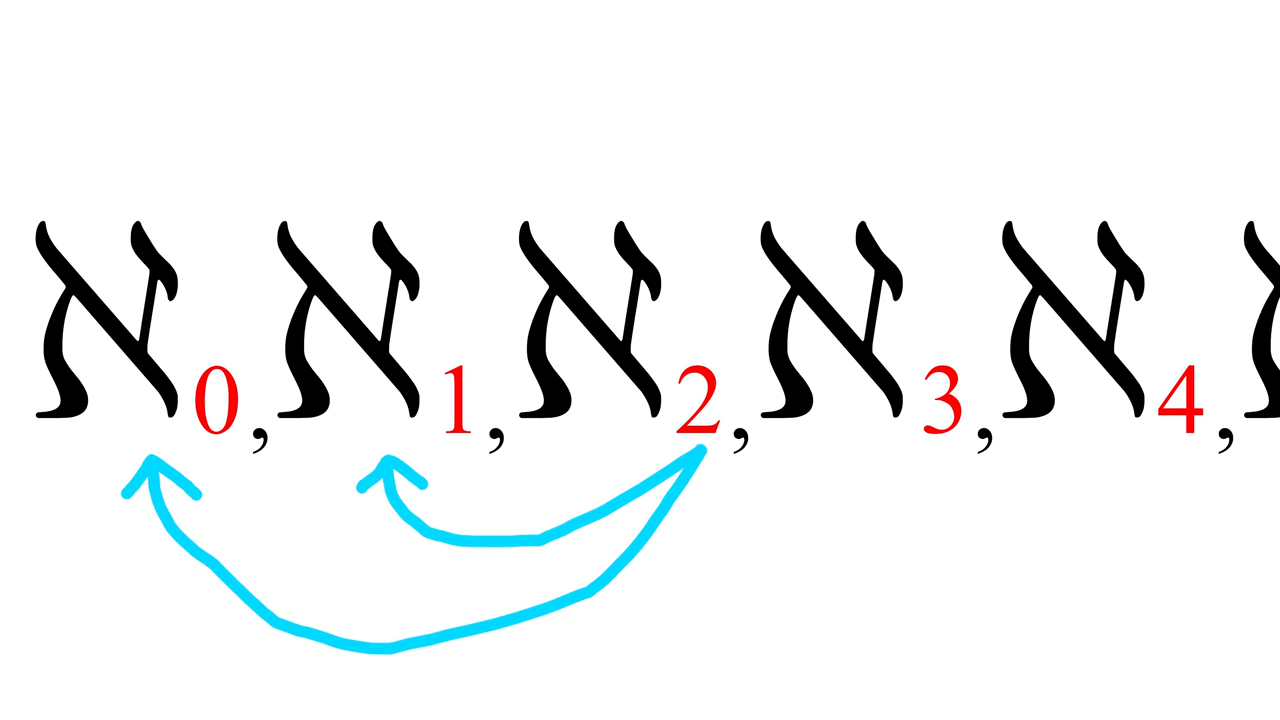 ℵ0, ℵ1, ℵ2, ℵ3, ℵ4, ℵ